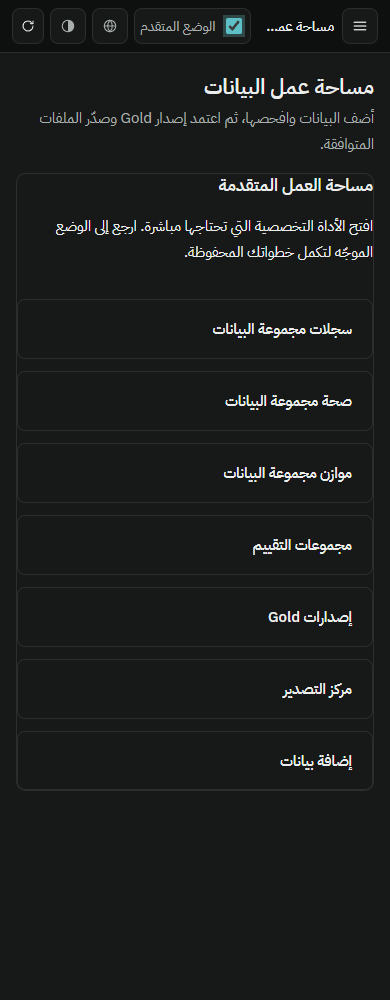 مساحة عمـ...
الوضع المتقدم
مساحة عمل البيانات
أضف البيانات وافحصها، ثم اعتمد إصدار Gold وصدّر الملفات
المتوافقة.
مساحة العمل المتقدمة
افتح الأداة التخصصية التي تحتاجها مباشرة. ارجع إلى الوضع
الموجّه لتكمل خطواتك المحفوظة.
سجلات مجموعة البيانات
صحة مجموعة البيانات
موازن مجموعة البيانات
مجموعات التقييم
إصدارات Gold
مركز التصدير
إضافة بيانات